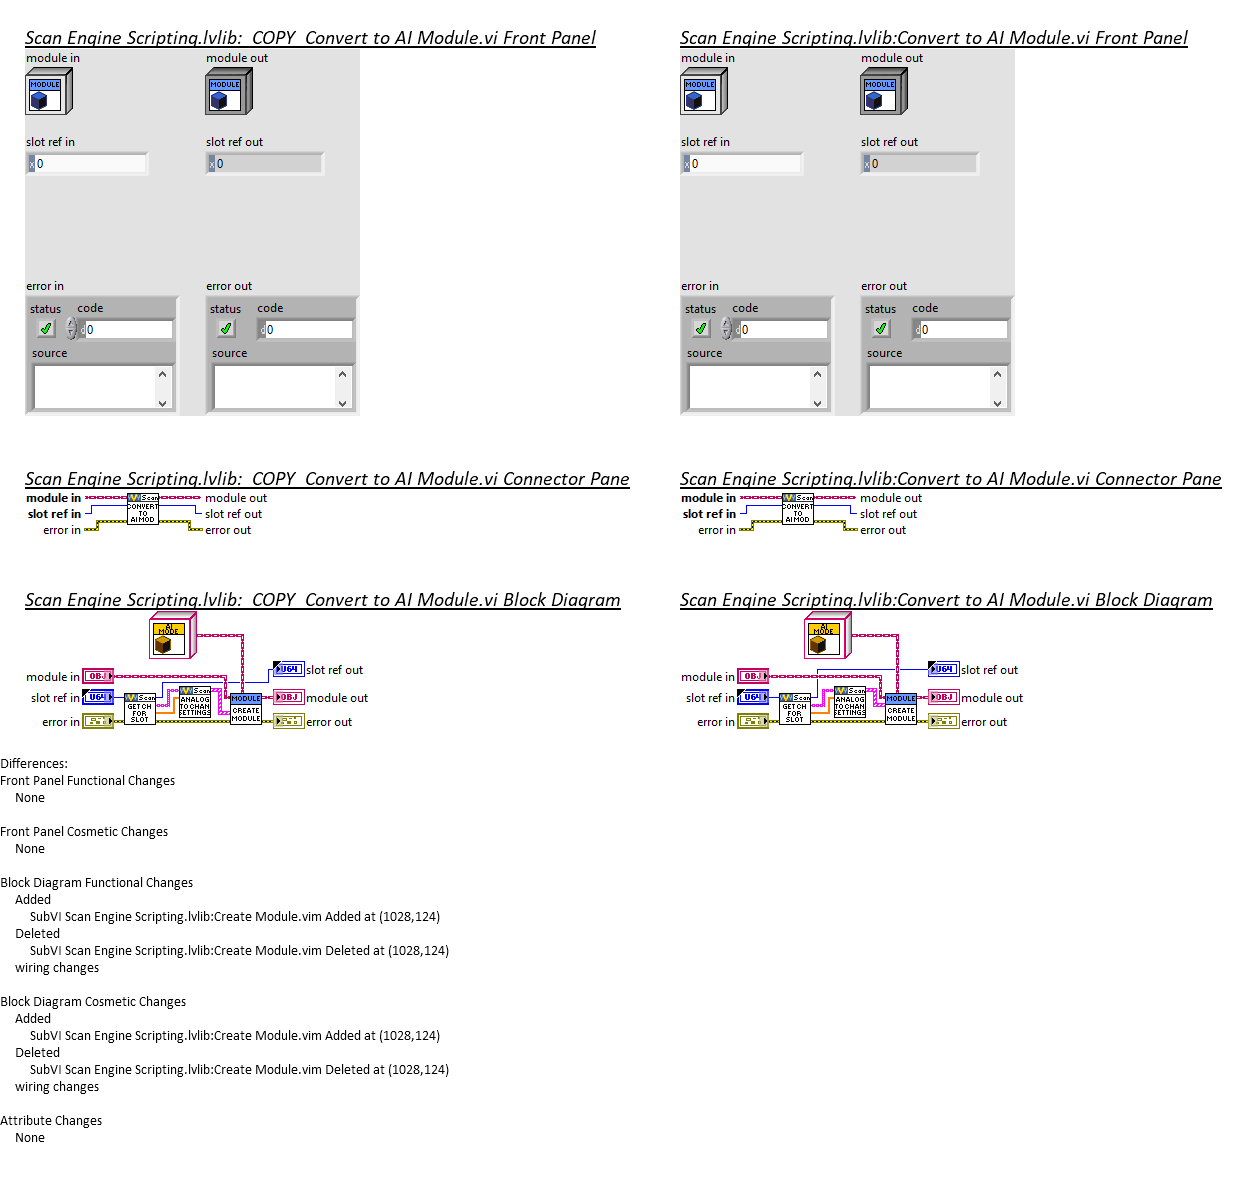 Scan Engine Scripting.lvlib:  COPY  Convert to AI Module.vi Front Panel
module in
module out
MODULE
MODULE
slot ref in
slot ref out
x 0
x 0
error in
error out
status
code
status
code
d 0
d 0
source
source
Scan Engine Scripting.lvlib:Convert to AI Module.vi Front Panel
module in
module out
MODULE
MODULE
slot ref in
slot ref out
x 0
x 0
error in
error out
status
code
status
code
d 0
d 0
source
source
Scan Engine Scripting.lvlib:  COPY  Convert to AI Module.vi Connector Pane
module in
slot ref in
error in
Scan
CONVERT
TO
AI MOD
module out
slot ref out
error out
Scan Engine Scripting.lvlib:Convert to AI Module.vi Connector Pane
module in
slot ref in
error in
Scan
CONVERT
TO
AI MOD
module out
slot ref out
error out
Scan Engine Scripting.lvlib:  COPY  Convert to AI Module.vi Block Diagram
AI
MODE
module in
OBJ
slot ref in
U64
error in
Scan
GET CH
FOR
SLOT
Scan
ANALOG
TO CHAN
SETTINGS
MODULE
CREATE
MODULE
U64
slot ref out
OBJ
module out
error out
Scan Engine Scripting.lvlib:Convert to AI Module.vi Block Diagram
AI
MODE
module in
OBJ
slot ref in
U64
error in
Scan
GET CH
FOR
SLOT
Scan
ANALOG
TO CHAN
SETTINGS
MODULE
CREATE
MODULE
U64
slot ref out
OBJ
module out
error out
Differences:
Front Panel Functional Changes
None
Front Panel Cosmetic Changes
None
Block Diagram Functional Changes
Added
SubVI Scan Engine Scripting.lvlib:Create Module.vim Added at (1028,124)
Deleted
SubVI Scan Engine Scripting.lvlib:Create Module.vim Deleted at (1028,124)
wiring changes
Block Diagram Cosmetic Changes
Added
SubVI Scan Engine Scripting.lvlib:Create Module.vim Added at (1028,124)
Deleted
SubVI Scan Engine Scripting.lvlib:Create Module.vim Deleted at (1028,124)
wiring changes
Attribute Changes
None